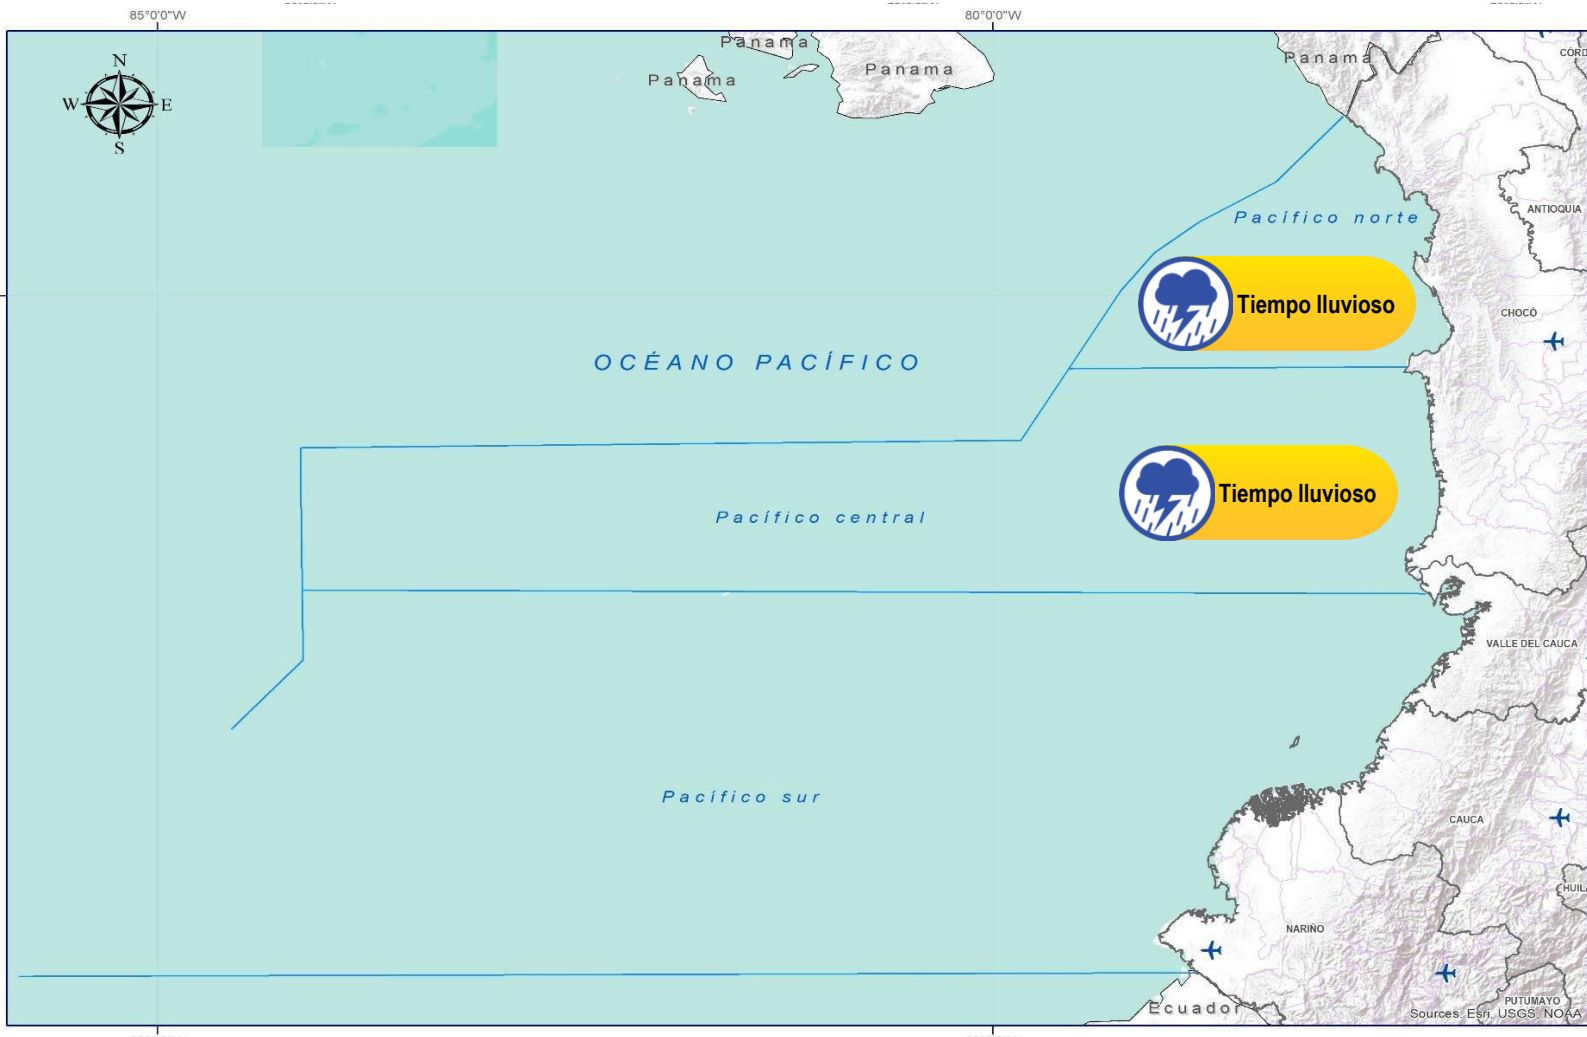 85°0'0"W
80°0'0"W
N
W
E
S
Panama
Panama
Panama
Panama
CÓRD
ANTIOQUIA
Pacífico norte
Tiempo lluvioso
CHOCÓ
OCÉANO PACÍFICO
Tiempo lluvioso
Pacífico central
VALLE DEL CAUCA
Pacífico sur
CAUCA
HUILA
NARIÑO
PUTUMAYO
Ecuador
Sources: Esri, USGS, NOAA